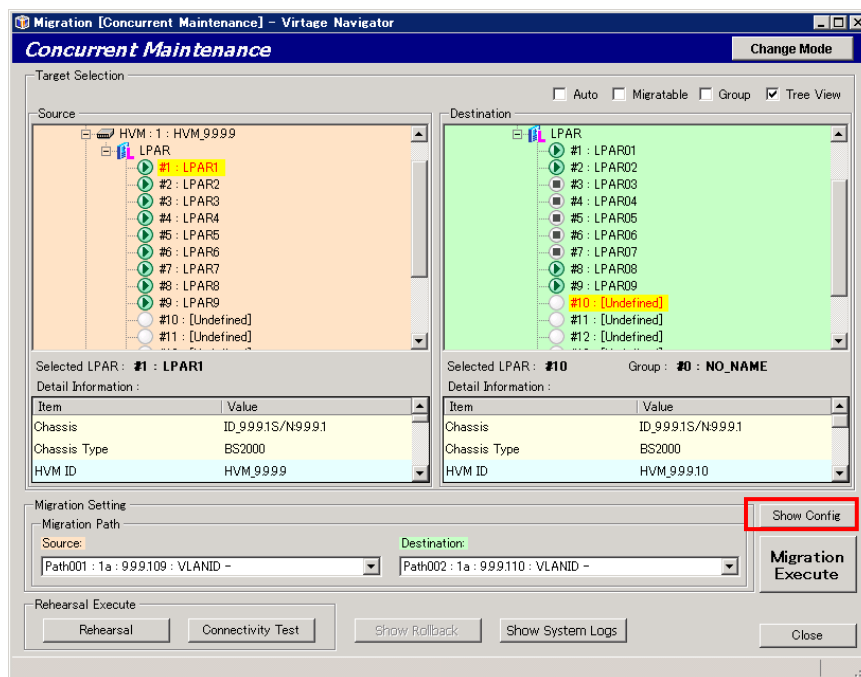 Migration [Concurrent Maintenance] - Virtage Navigator
Concurrent Maintenance
Change Mode
Target Selection
Auto Migratable Group Tree View
Source
HVM : 1 : HVM_9.9.9.9
LPAR
#1 : LPAR1
#2 : LPAR2
#3 : LPAR3
#4 : LPAR4
#5 : LPAR5
#6 : LPAR6
#7 : LPAR7
#8 : LPAR8
#9 : LPAR9
#10 : [Undefined]
#11 : [Undefined]
Selected LPAR : #1 : LPAR1
Detail Information :
Item Value
Chassis ID_9.9.9.1S/N:9.9.9.1
Chassis Type BS2000
HVM ID HVM_9.9.9.9
Destination
LPAR
#1 : LPAR01
#2 : LPAR02
#3 : LPAR03
#4 : LPAR04
#5 : LPAR05
#6 : LPAR06
#7 : LPAR07
#8 : LPAR08
#9 : LPAR09
#10 : [Undefined]
#11 : [Undefined]
#12 : [Undefined]
Selected LPAR : #10 Group : #0 : NO_NAME
Detail Information :
Item Value
Chassis ID_9.9.9.1S/N:9.9.9.1
Chassis Type BS2000
HVM ID HVM_9.9.9.10
Migration Setting
Migration Path
Source:
Path001 : 1a : 9.9.9.109 : VLANID -
Destination:
Path002 : 1a : 9.9.9.110 : VLANID -
Show Config
Migration
Execute
Rehearsal Execute
Rehearsal
Connectivity Test
Show Rollback
Show System Logs
Close